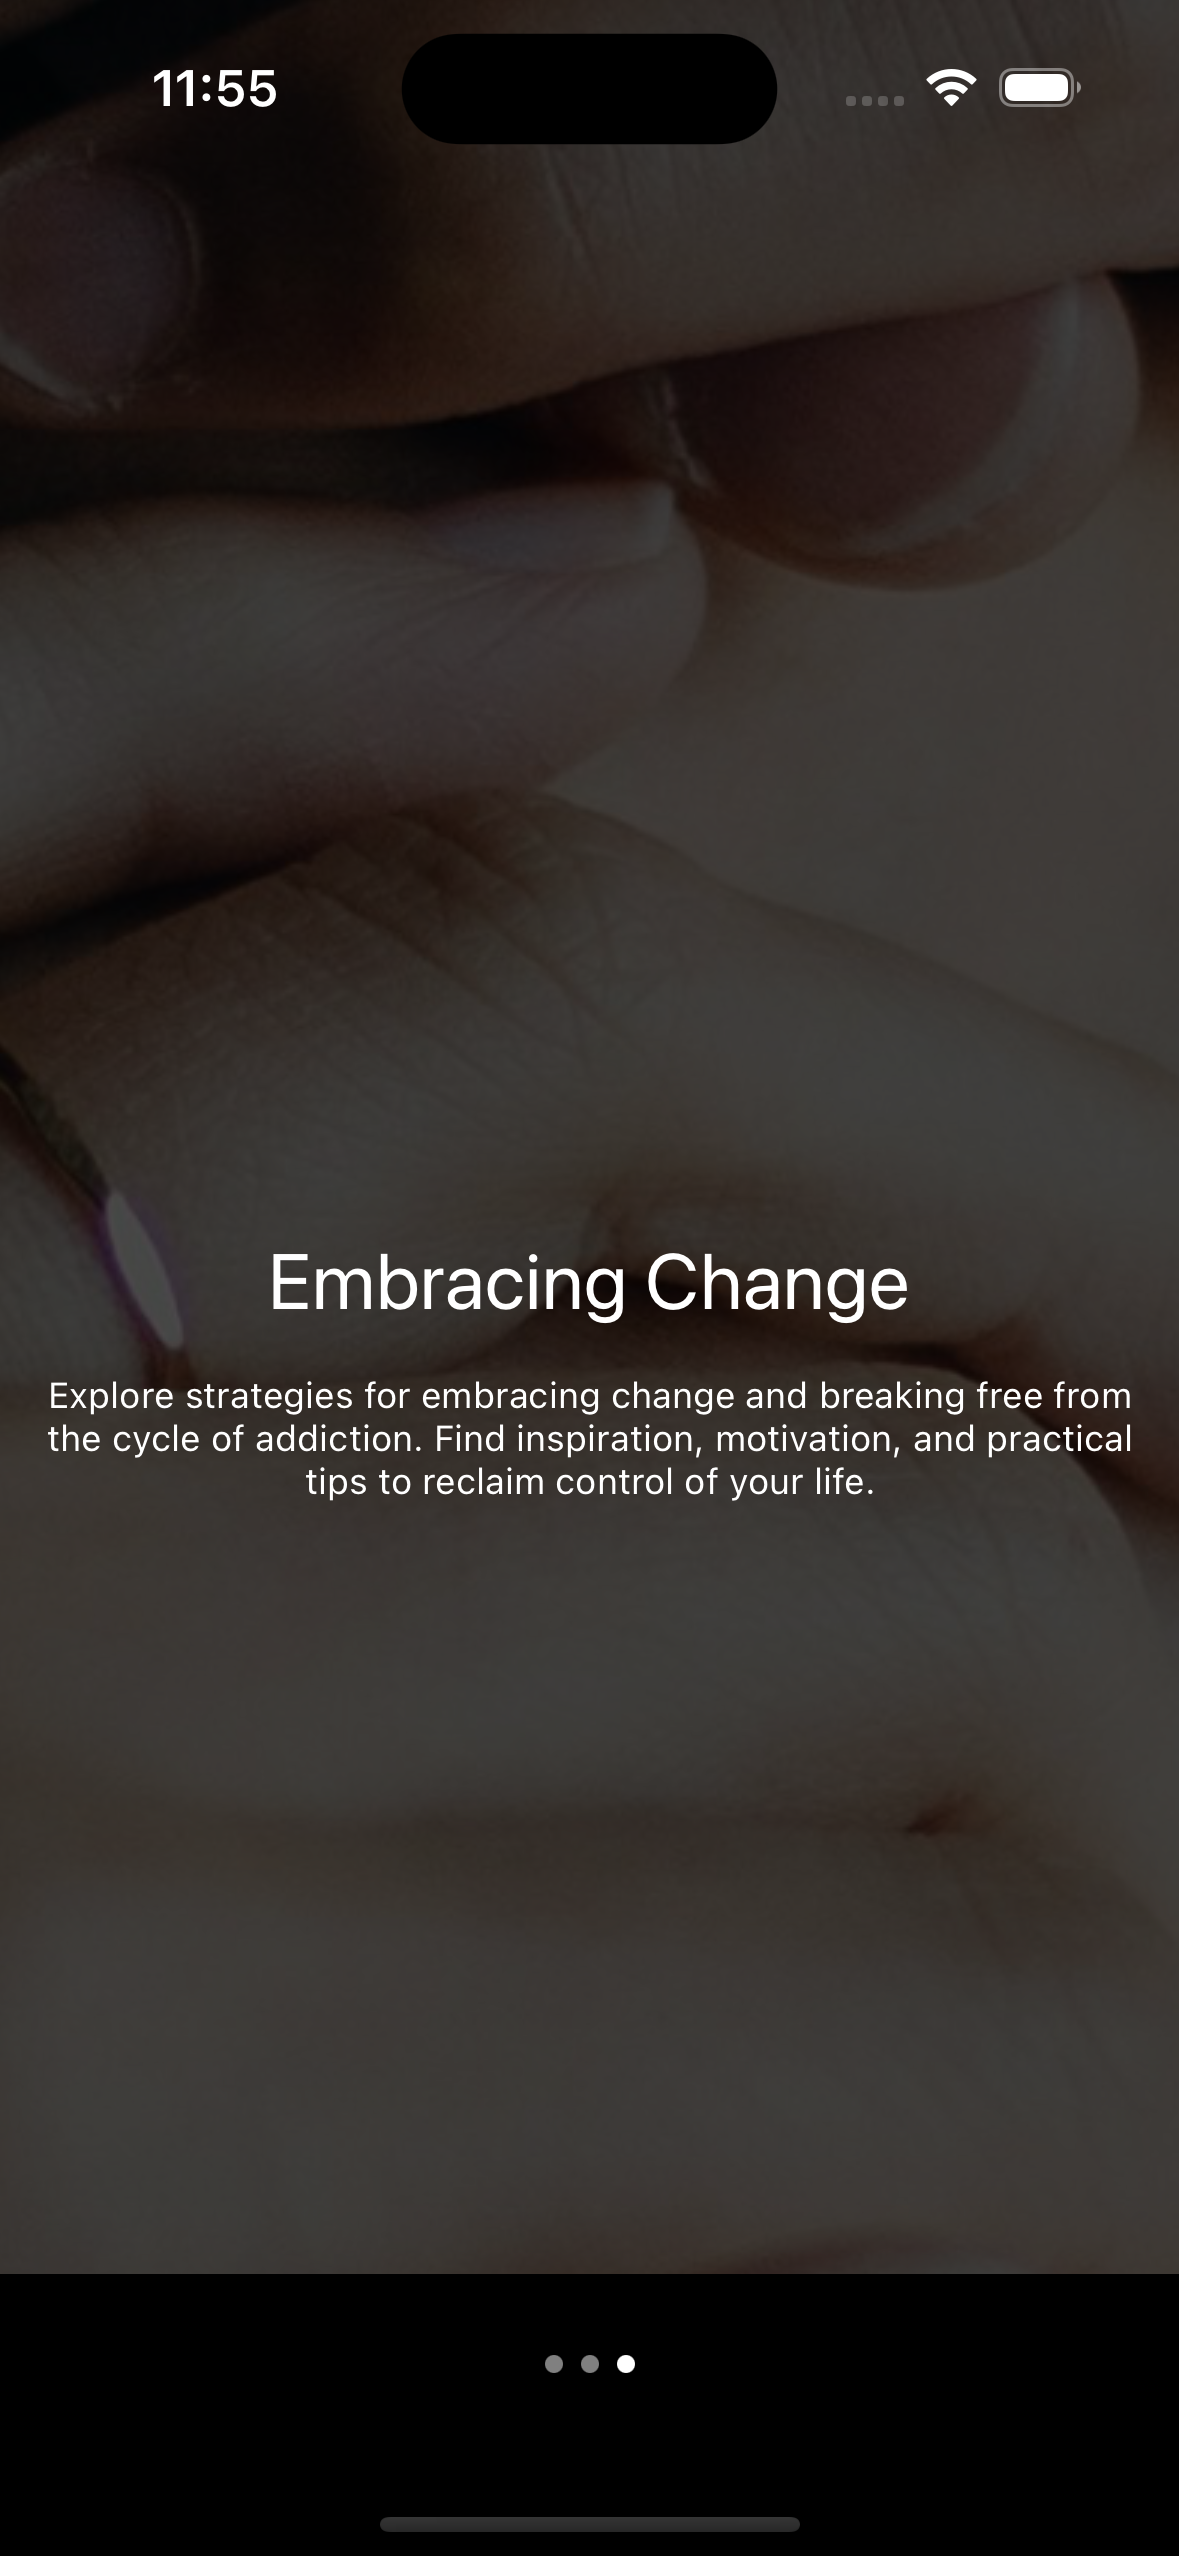 11:55
Embracing Change
Explore strategies for embracing change and breaking free from
the cycle of addiction. Find inspiration, motivation, and practical
tips to reclaim control of your life.